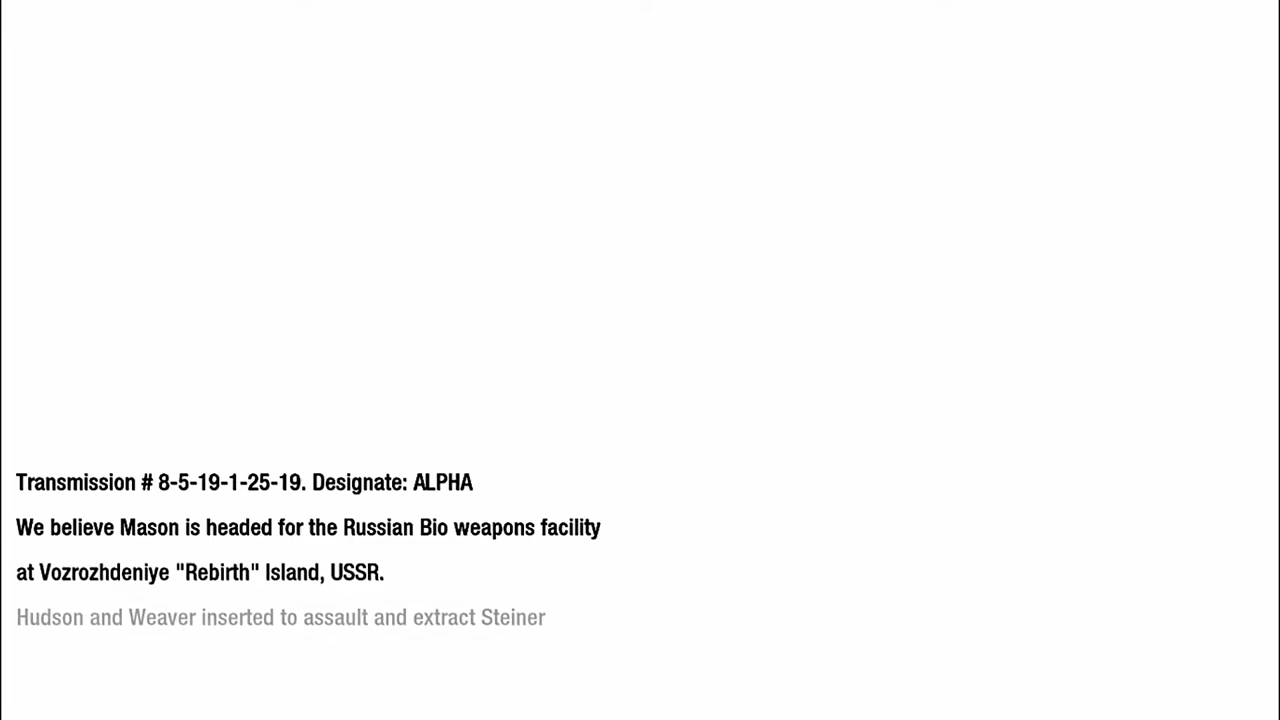 Transmission # 8-5-19-1-25-19. Designate: ALPHA
We believe Mason is headed for the Russian Bio weapons facility
at Vozrozhdeniye "Rebirth" Island, USSR.
Hudson and Weaver inserted to assault and extract Steiner